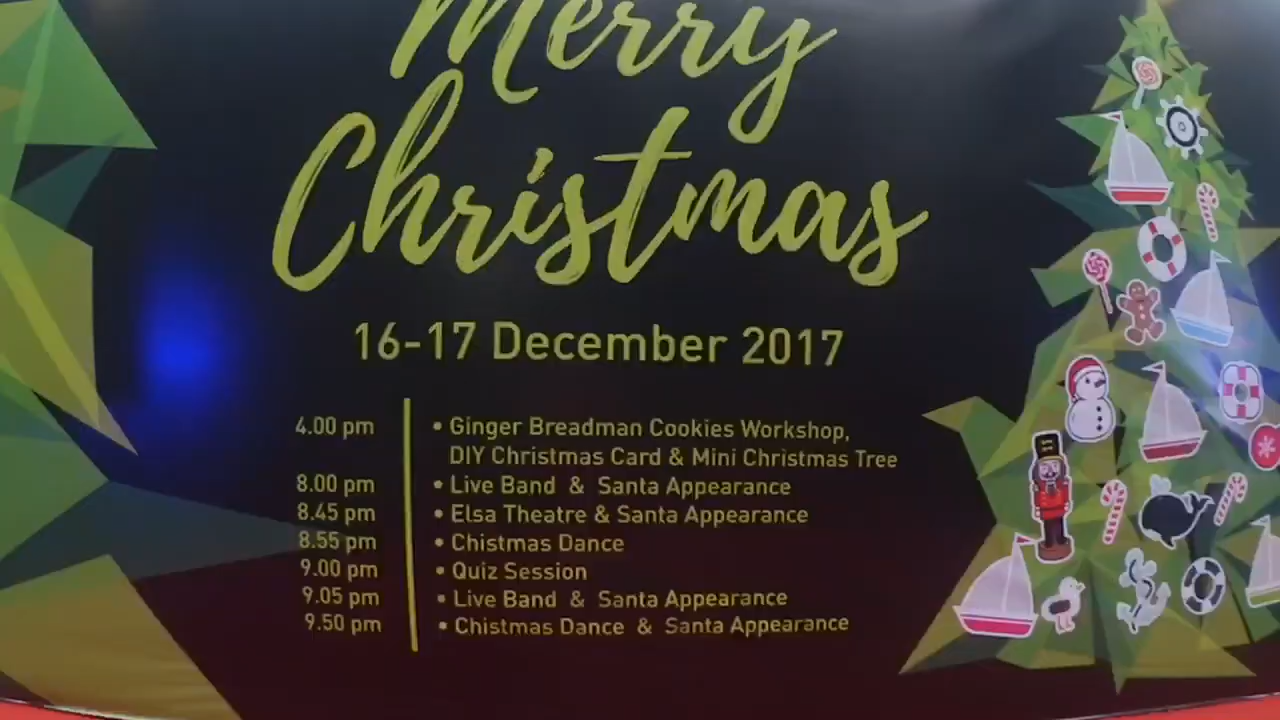 Merry
Christmas
16-17 December 2017
4.00 pm • Ginger Breadman Cookies Workshop,
DIY Christmas Card & Mini Christmas Tree
8.00 pm • Live Band & Santa Appearance
8.45 pm • Elsa Theatre & Santa Appearance
8.55 pm • Chistmas Dance
9.00 pm • Quiz Session
9.05 pm • Live Band & Santa Appearance
9.50 pm • Chistmas Dance & Santa Appearance